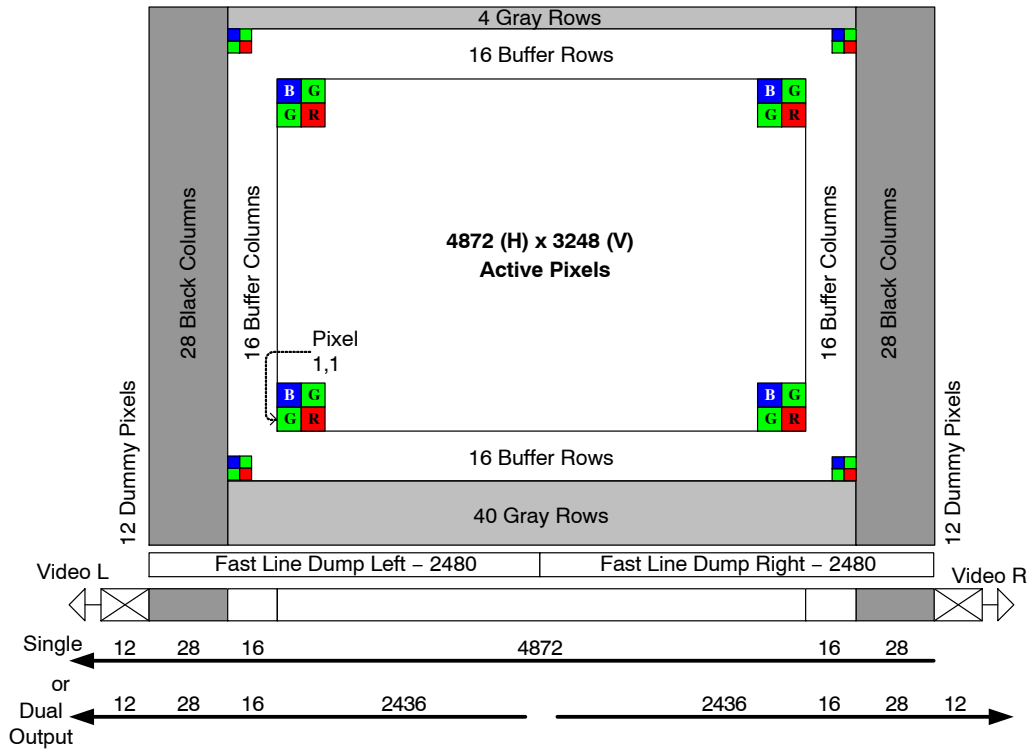 4 Gray Rows
16 Buffer Rows
B G
G R
B G
G R
28 Black Columns
16 Buffer Columns
4872 (H) x 3248 (V)
Active Pixels
16 Buffer Columns
28 Black Columns
Pixel
1,1
B G
G R
B G
G R
12 Dummy Pixels
16 Buffer Rows
12 Dummy Pixels
40 Gray Rows
Fast Line Dump Left − 2480
Fast Line Dump Right − 2480
Video L
Video R
Single 12 28 16 4872 16 28
or
Dual 12 28 16 2436 2436 16 28 12
Output